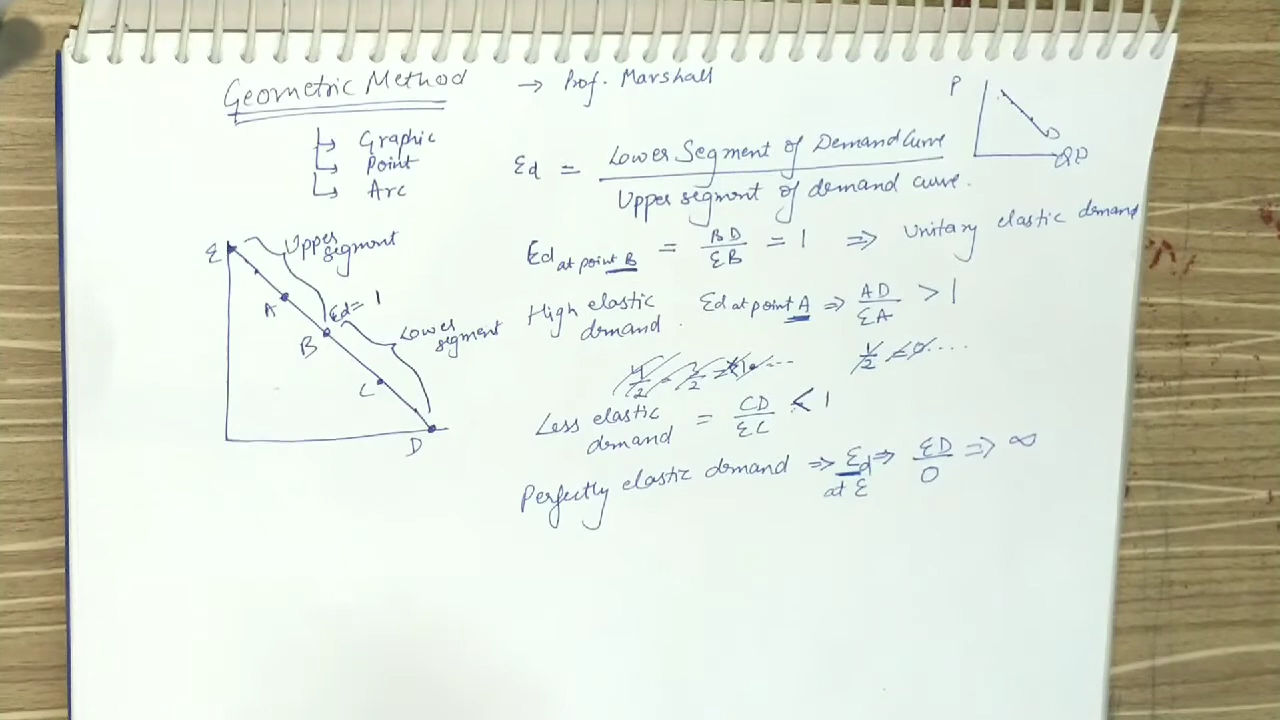 Geometric Method → Prof. Marshall
Graphic
Point
Arc
Ed = Lower Segment of Demand Curve
Upper segment of demand curve.
P
D
QD
E
Upper segment
A
Ed = 1
B
Lower segment
C
D
Ed at point B = BD/EB = 1 ⇒ Unitary elastic demand
High elastic demand. Ed at point A ⇒ AD/EA > 1
Less elastic demand = CD/EC < 1
Perfectly elastic demand ⇒ Ed at E ⇒ ED/0 ⇒ ∞